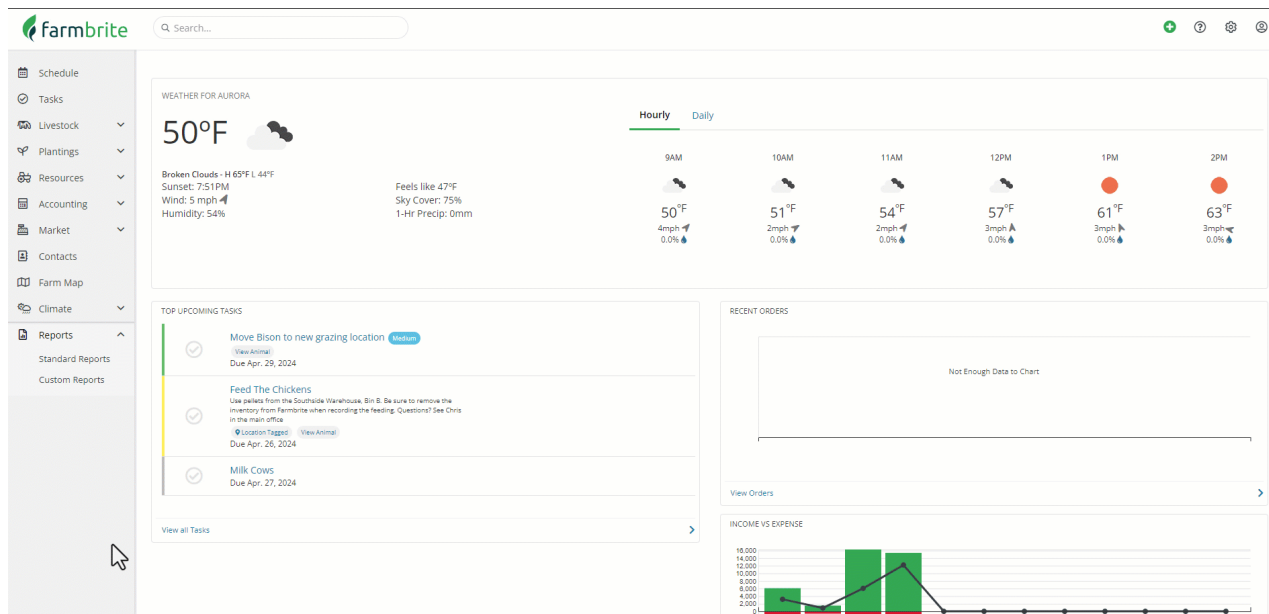 farmbrite
Search...
Schedule
Tasks
Livestock
Plantings
Resources
Accounting
Market
Contacts
Farm Map
Climate
Reports
Standard Reports
Custom Reports
WEATHER FOR AURORA
50°F
Broken Clouds - H 65°F L 44°F
Sunset: 7:51PM
Wind: 5 mph
Humidity: 54%
Feels like 47°F
Sky Cover: 75%
1-Hr Precip: 0mm
Hourly Daily
9AM 10AM 11AM 12PM 1PM 2PM
50°F 51°F 54°F 57°F 61°F 63°F
4mph 2mph 2mph 3mph 3mph 3mph
0.0% 0.0% 0.0% 0.0% 0.0% 0.0%
TOP UPCOMING TASKS
Move Bison to new grazing location Medium
View Animal
Due Apr. 29, 2024
Feed The Chickens
Use pellets from the Southside Warehouse, Bin B. Be sure to remove the
inventory from Farmbrite when recording the feeding. Questions? See Chris
in the main office
Location Tagged View Animal
Due Apr. 26, 2024
Milk Cows
Due Apr. 27, 2024
View all Tasks
RECENT ORDERS
Not Enough Data to Chart
View Orders
INCOME VS EXPENSE
16,000
14,000
12,000
10,000
8,000
6,000
4,000
2,000
0